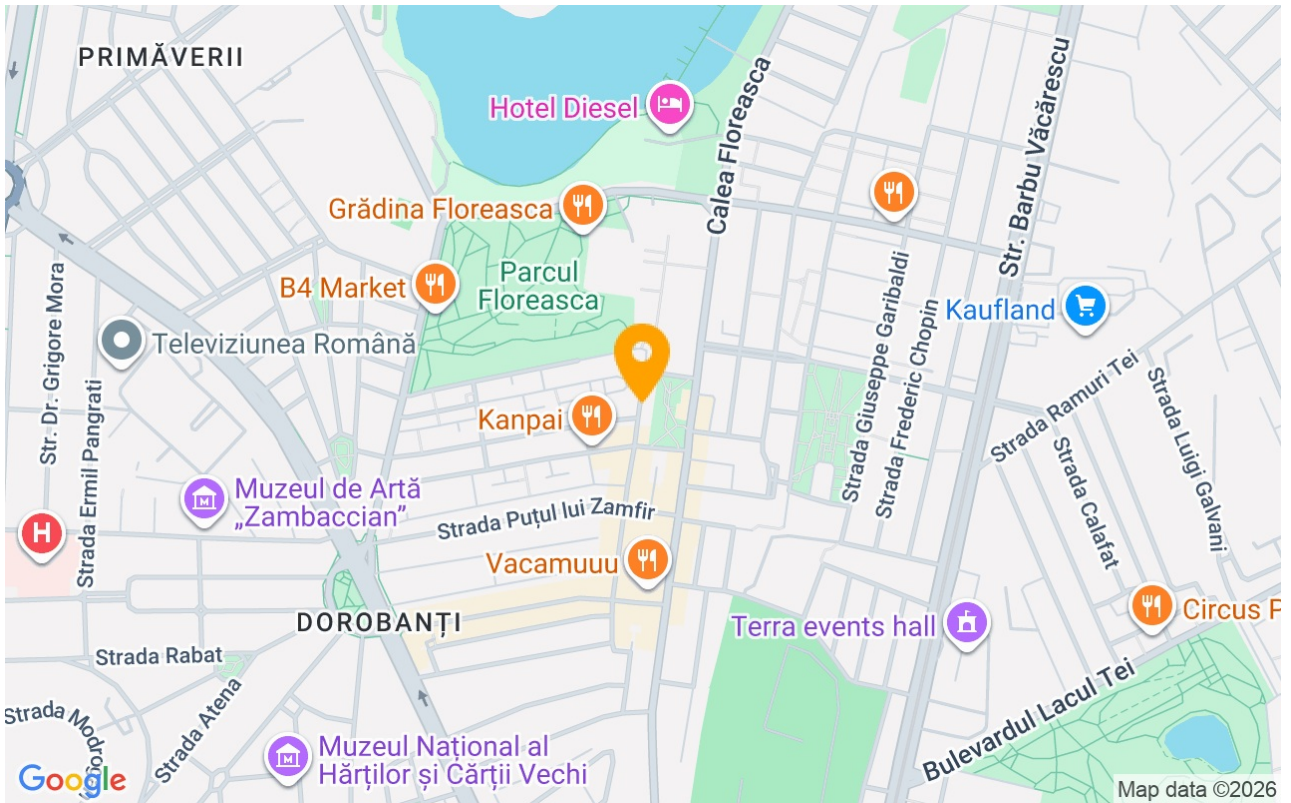 PRIMĂVERII
Hotel Diesel
Calea Floreasca
Str. Barbu Văcărescu
Grădina Floreasca
B4 Market
Parcul
Floreasca
Kaufland
Televiziunea Română
Str. Dr. Grigore Mora
Strada Ermil Pangrati
Strada Giuseppe Garibaldi
Strada Frederic Chopin
Strada Ramuri Tei
Strada Luigi Galvani
Strada Calafat
Kanpai
Muzeul de Artă
„Zambaccian”
H
Strada Puțul lui Zamfir
Vacamuuu
DOROBANȚI
Terra events hall
Circus P
Strada Rabat
Strada Atena
Bulevardul Lacul Tei
Muzeul Național al
Hărților și Cărții Vechi
Google
Map data ©2026